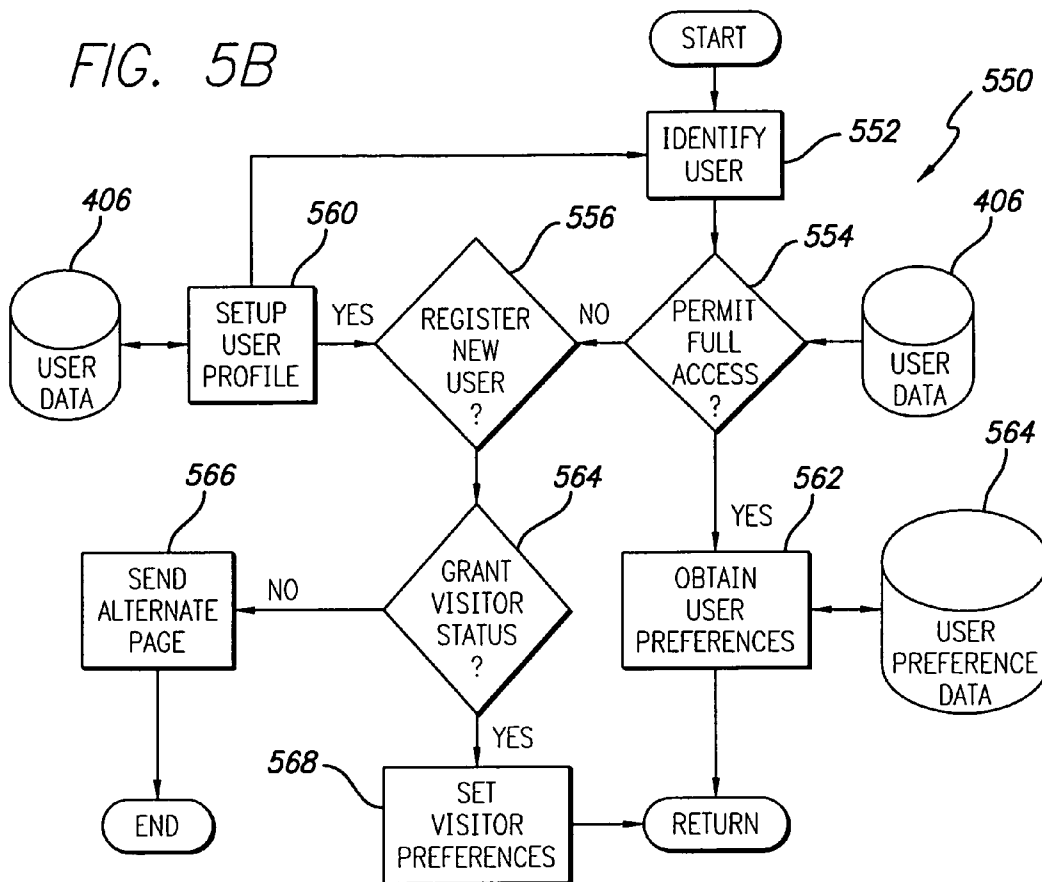 FIG. 5B
START
550
IDENTIFY
USER
552
406
560
556
554
406
USER
DATA
SETUP
USER
PROFILE
YES
REGISTER
NEW
USER
?
NO
PERMIT
FULL
ACCESS
?
USER
DATA
566
564
562
564
YES
SEND
ALTERNATE
PAGE
NO
GRANT
VISITOR
STATUS
?
OBTAIN
USER
PREFERENCES
USER
PREFERENCE
DATA
YES
568
END
SET
VISITOR
PREFERENCES
RETURN